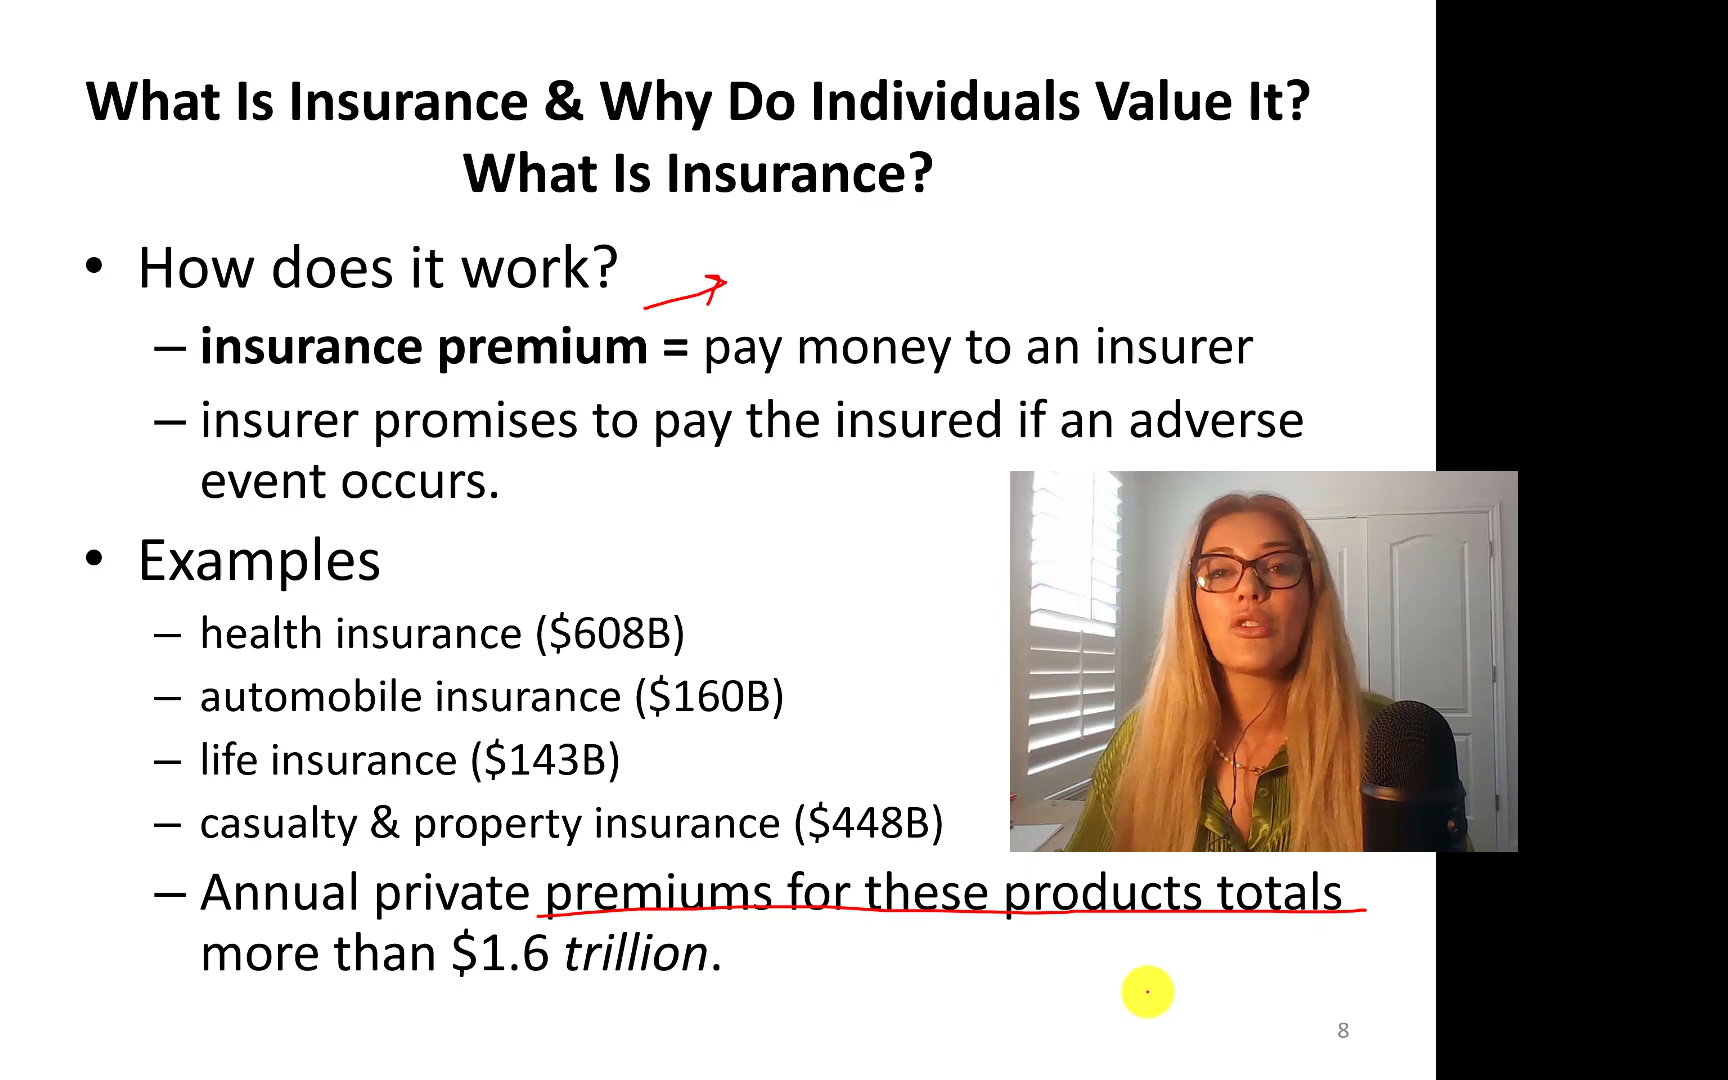 What Is Insurance & Why Do Individuals Value It?
What Is Insurance?
• How does it work?
– insurance premium = pay money to an insurer
– insurer promises to pay the insured if an adverse
event occurs.
• Examples
– health insurance ($608B)
– automobile insurance ($160B)
– life insurance ($143B)
– casualty & property insurance ($448B)
– Annual private premiums for these products totals
more than $1.6 trillion.
8